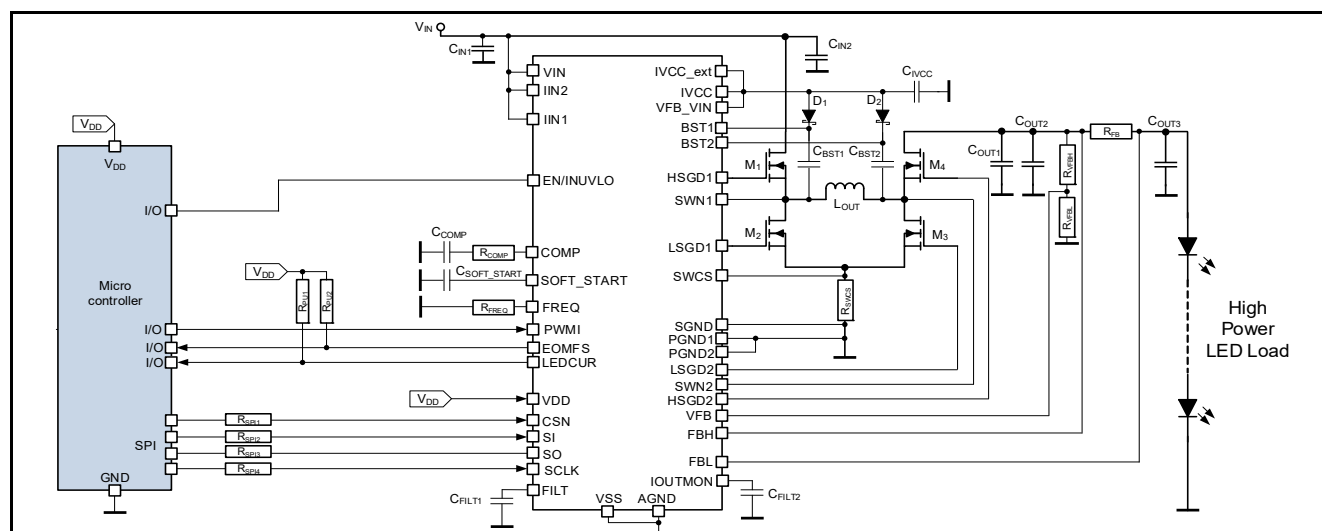 VIN
CIN1
CIN2
VDD
VDD
Micro
controller
I/O
I/O
I/O
I/O
SPI
GND
VDD
RPU1
RPU2
CCOMP
RCOMP
CSOFT_START
RFREQ
VDD
RSPI1
RSPI2
RSPI3
RSPI4
CFILT1
VIN
IIN2
IIN1
EN/INUVLO
COMP
SOFT_START
FREQ
PWMI
EOMFS
LEDCUR
VDD
CSN
SI
SO
SCLK
FILT
VSS
AGND
IVCC_ext
IVCC
VFB_VIN
BST1
BST2
HSGD1
SWN1
LSGD1
SWCS
SGND
PGND1
PGND2
LSGD2
SWN2
HSGD2
VFB
FBH
FBL
IOUTMON
CFILT2
CIVCC
D1
D2
CBST1
CBST2
M1
M4
LOUT
M2
M3
RSWCS
COUT1
COUT2
RVFBH
RVFBL
RFB
COUT3
High
Power
LED Load